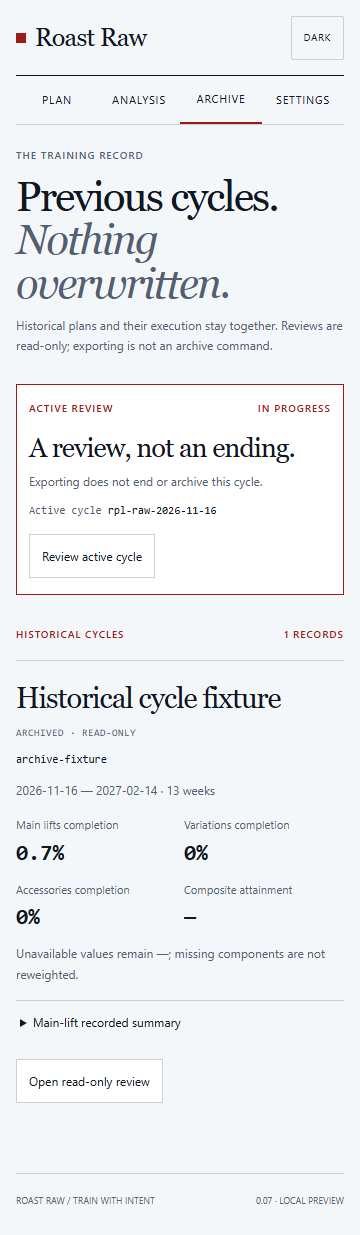 Roast Raw
DARK
PLAN ANALYSIS ARCHIVE SETTINGS
THE TRAINING RECORD
Previous cycles.
Nothing
overwritten.
Historical plans and their execution stay together. Reviews are
read-only; exporting is not an archive command.
ACTIVE REVIEW IN PROGRESS
A review, not an ending.
Exporting does not end or archive this cycle.
Active cycle rpl-raw-2026-11-16
Review active cycle
HISTORICAL CYCLES 1 RECORDS
Historical cycle fixture
ARCHIVED · READ-ONLY
archive-fixture
2026-11-16 — 2027-02-14 · 13 weeks
Main lifts completion Variations completion
0.7% 0%
Accessories completion Composite attainment
0% —
Unavailable values remain —; missing components are not
reweighted.
▶ Main-lift recorded summary
Open read-only review
ROAST RAW / TRAIN WITH INTENT 0.07 · LOCAL PREVIEW